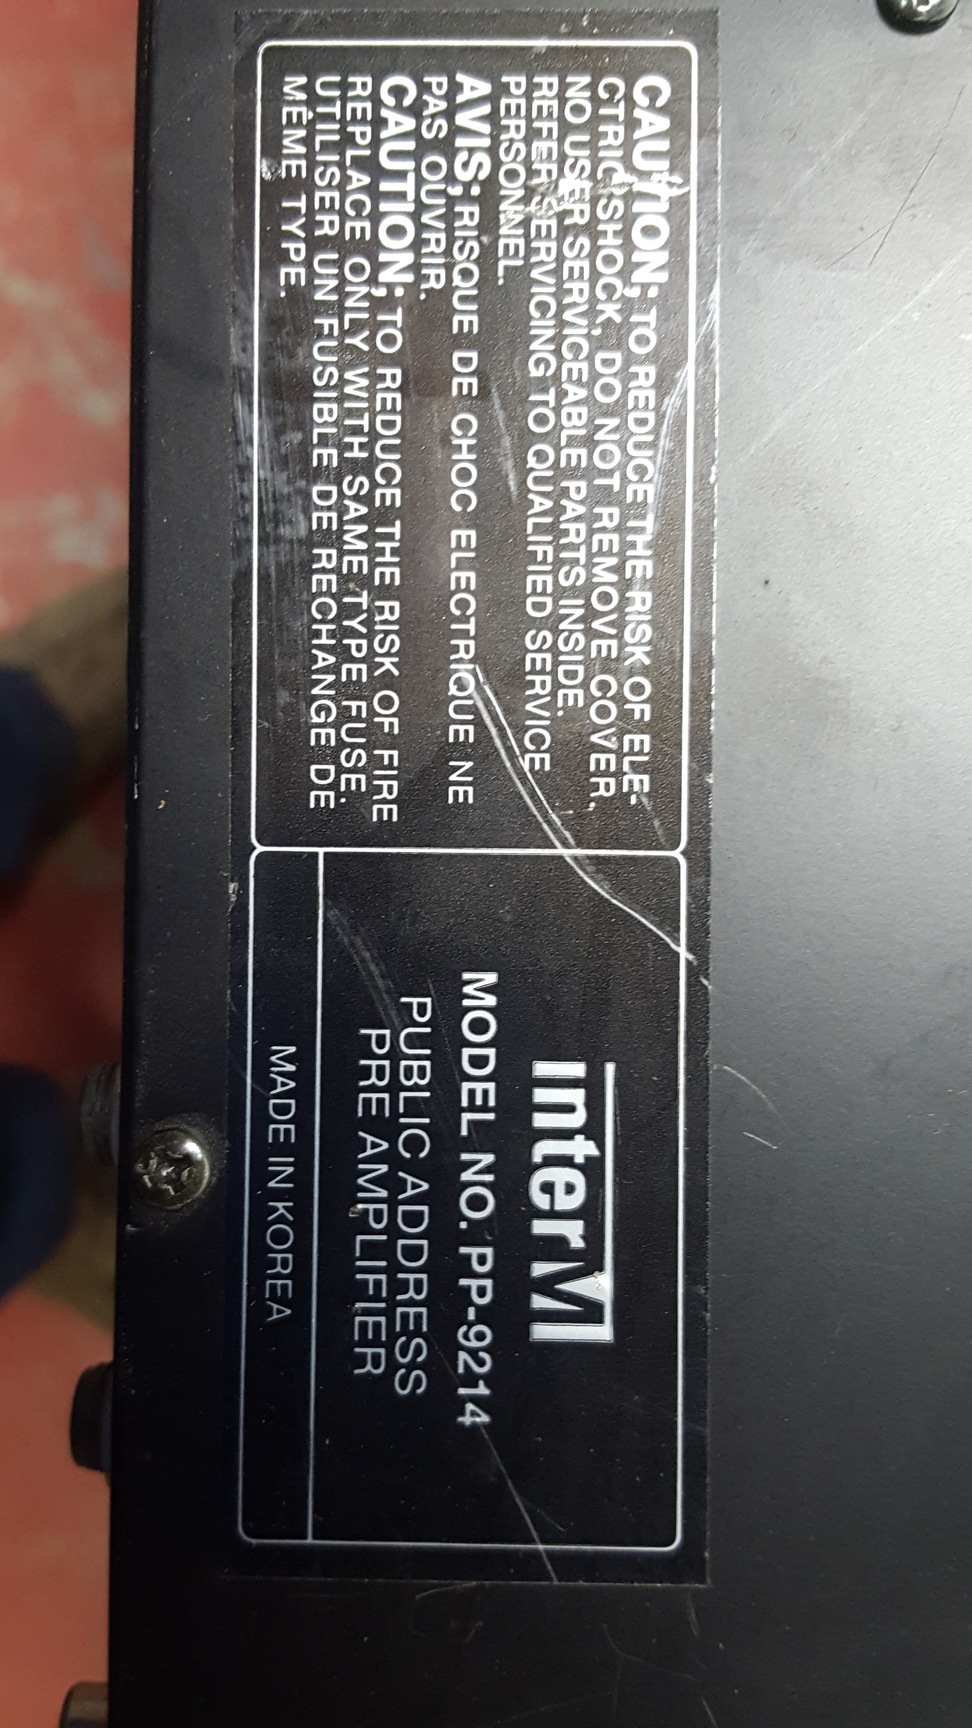 CAUTION; TO REDUCE THE RISK OF ELE-
CTRIC SHOCK, DO NOT REMOVE COVER.
NO USER SERVICEABLE PARTS INSIDE.
REFER SERVICING TO QUALIFIED SERVICE
PERSONNEL.
AVIS; RISQUE DE CHOC ELECTRIQUE NE
PAS OUVRIR.
CAUTION; TO REDUCE THE RISK OF FIRE
REPLACE ONLY WITH SAME TYPE FUSE.
UTILISER UN FUSIBLE DE RECHANGE DE
MÊME TYPE.
interM
MODEL NO. PP-9214
PUBLIC ADDRESS
PRE AMPLIFIER
MADE IN KOREA